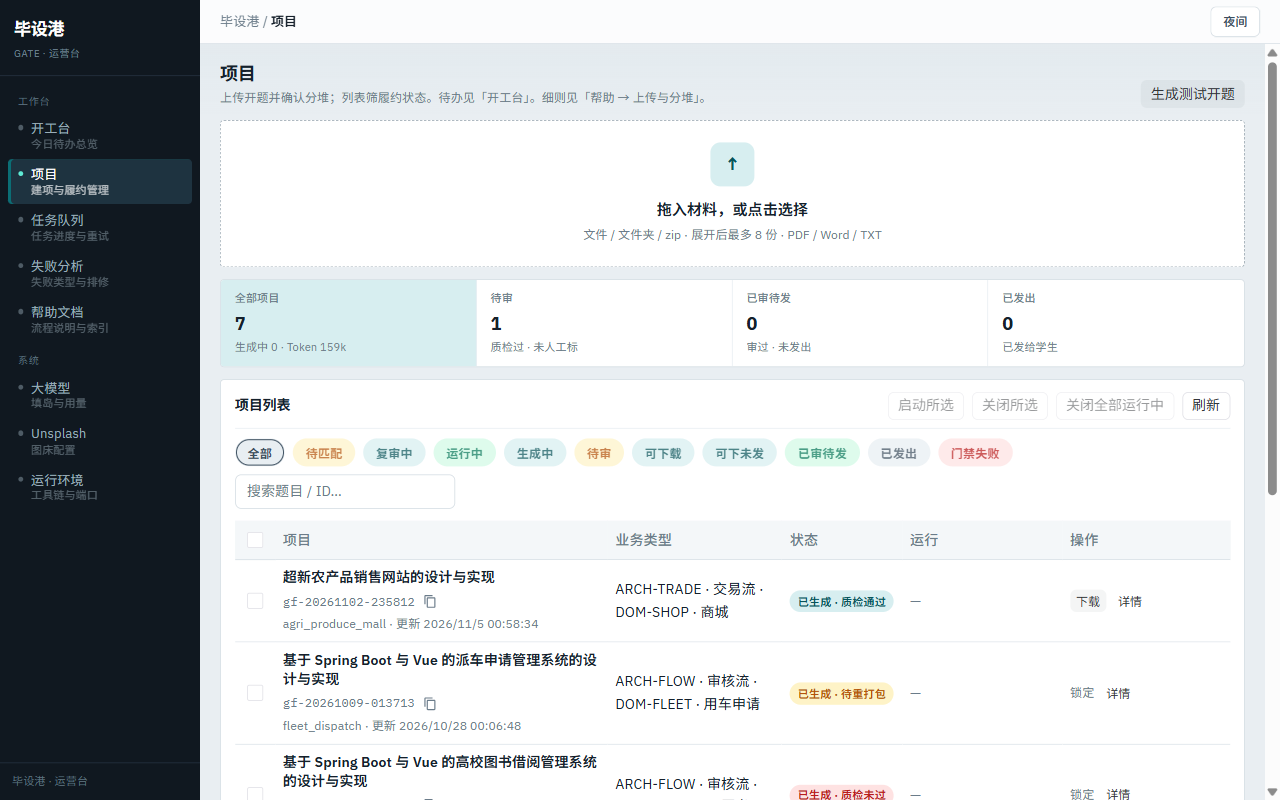 毕设港
GATE · 运营台
工作台
开工台
今日待办总览
项目
建项与履约管理
任务队列
任务进度与重试
失败分析
失败类型与排修
帮助文档
流程说明与索引
系统
大模型
填岛与用量
Unsplash
图床配置
运行环境
工具链与端口
毕设港 · 运营台
毕设港 / 项目
夜间
项目
上传开题并确认分堆；列表筛履约状态。待办见「开工台」。细则见「帮助 → 上传与分堆」。
生成测试开题
↑
拖入材料，或点击选择
文件 / 文件夹 / zip · 展开后最多 8 份 · PDF / Word / TXT
全部项目
7
生成中 0 · Token 159k
待审
1
质检过 · 未人工标
已审待发
0
审过 · 未发出
已发出
0
已发给学生
项目列表
启动所选
关闭所选
关闭全部运行中
刷新
全部 待匹配 复审中 运行中 生成中 待审 可下载 可下未发 已审待发 已发出 门禁失败
搜索题目 / ID...
项目 业务类型 状态 运行 操作
超新农产品销售网站的设计与实现
gf-20261102-235812
agri_produce_mall · 更新 2026/11/5 00:58:34
ARCH-TRADE · 交易流 ·
DOM-SHOP · 商城
已生成 · 质检通过
—
下载 详情
基于 Spring Boot 与 Vue 的派车申请管理系统的设
计与实现
gf-20261009-013713
fleet_dispatch · 更新 2026/10/28 00:06:48
ARCH-FLOW · 审核流 ·
DOM-FLEET · 用车申请
已生成 · 待重打包
—
锁定 详情
基于 Spring Boot 与 Vue 的高校图书借阅管理系统
的设计与实现
ARCH-FLOW · 审核流 ·
已生成 · 质检未过
—
锁定 详情